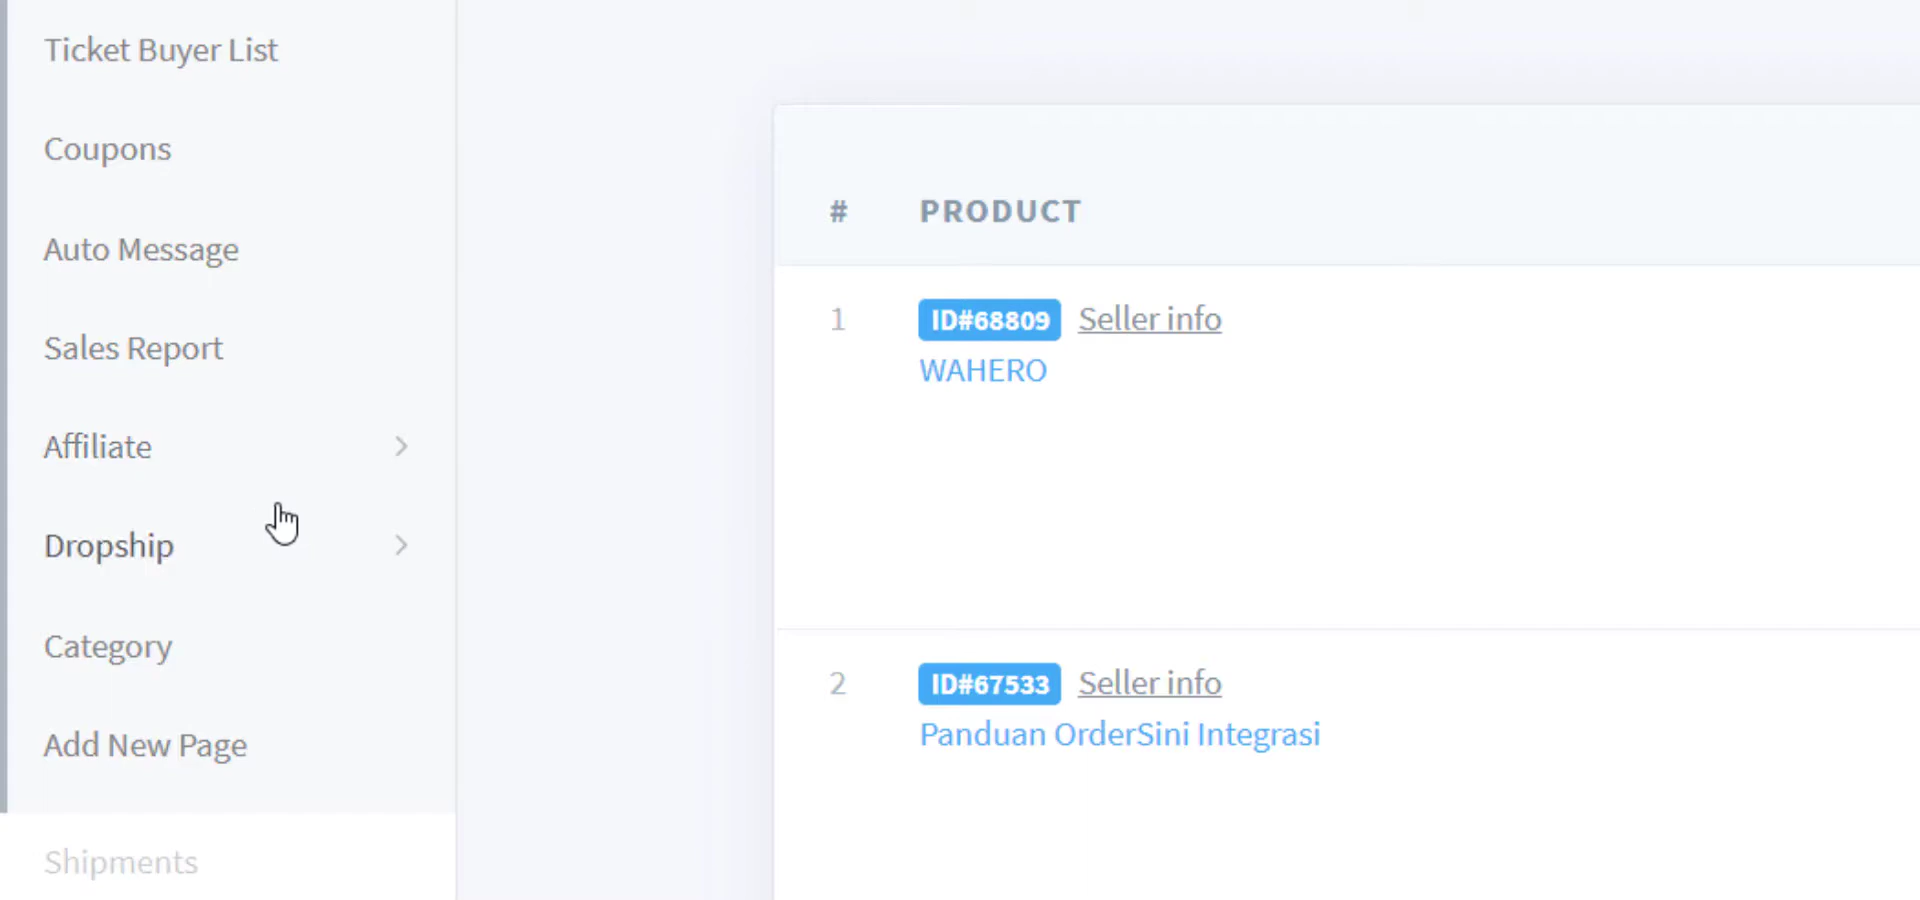 Ticket Buyer List
Coupons
Auto Message
Sales Report
Affiliate
Dropship
Category
Add New Page
Shipments
# PRODUCT
1 ID#68809 Seller info
WAHERO
2 ID#67533 Seller info
Panduan OrderSini Integrasi